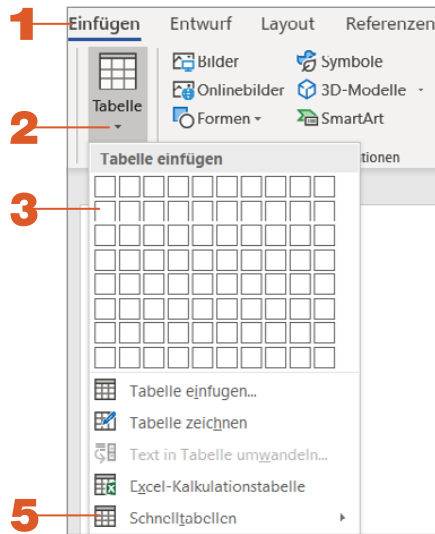 1 Einfügen Entwurf Layout Referenzen
Bilder Symbole
Onlinebilder 3D-Modelle
Tabelle
Formen SmartArt
2
tionen
Tabelle einfügen
3
Tabelle einfugen...
Tabelle zeichnen
Text in Tabelle umwandeln...
Excel-Kalkulationstabelle
5 Schnelltabellen